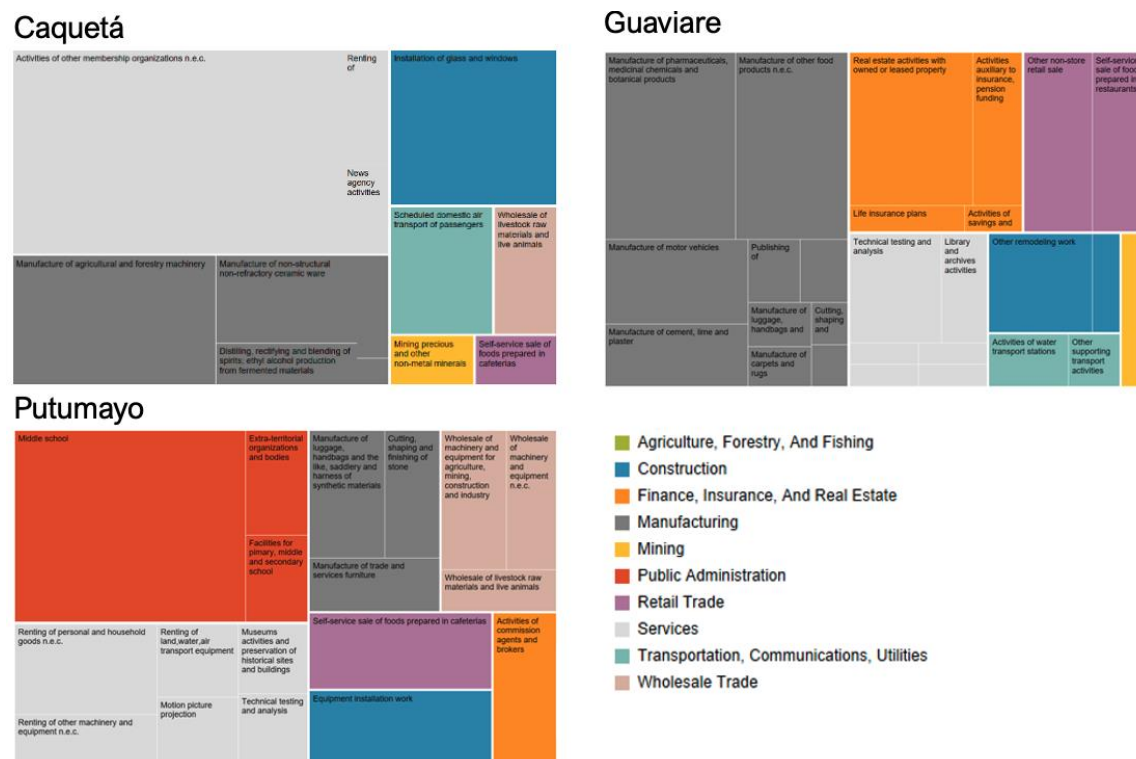 Caquetá
Activities of other membership organizations n.e.c.
Renting
of
News
agency
activities
Installation of glass and windows
Scheduled domestic air
transport of passengers
Wholesale of
livestock raw
materials and
live animals
Manufacture of agricultural and forestry machinery
Manufacture of non-structural
non-refractory ceramic ware
Distilling, rectifying and blending of
spirits; ethyl alcohol production
from fermented materials
Mining precious
and other
non-metal minerals
Self-service sale of
foods prepared in
cafeterias
Guaviare
Manufacture of pharmaceuticals,
medicinal chemicals and
botanical products
Manufacture of other food
products n.e.c.
Real estate activities with
owned or leased property
Activities
auxiliary to
insurance,
pension
funding
Other non-store
retail sale
Self-service
sale of food
prepared in
restaurants
Life insurance plans
Activities of
savings and
Manufacture of motor vehicles
Publishing
of
Technical testing and
analysis
Library
and
archives
activities
Other remodeling work
Manufacture of
luggage,
handbags and
Cutting,
shaping
and
Manufacture of cement, lime and
plaster
Manufacture of
carpets and
rugs
Activities of water
transport stations
Other
supporting
transport
activities
Putumayo
Middle school
Extra-territorial
organizations
and bodies
Facilities for
pimary, middle
and secondary
school
Manufacture of
luggage,
handbags and the
like, saddlery and
harness of
synthetic materials
Cutting,
shaping and
finishing of
stone
Wholesale of
machinery and
equipment for
agriculture,
mining,
construction
and industry
Wholesale
of
machinery
and
equipment
n.e.c.
Manufacture of trade and
services furniture
Wholesale of livestock raw
materials and live animals
Renting of personal and household
goods n.e.c.
Renting of
land,water,air
transport equipment
Museums
activities and
preservation of
historical sites
and buildings
Self-service sale of foods prepared in cafeterias
Activities of
commission
agents and
brokers
Renting of other machinery and
equipment n.e.c.
Motion picture
projection
Technical testing
and analysis
Equipment installation work
Agriculture, Forestry, And Fishing
Construction
Finance, Insurance, And Real Estate
Manufacturing
Mining
Public Administration
Retail Trade
Services
Transportation, Communications, Utilities
Wholesale Trade